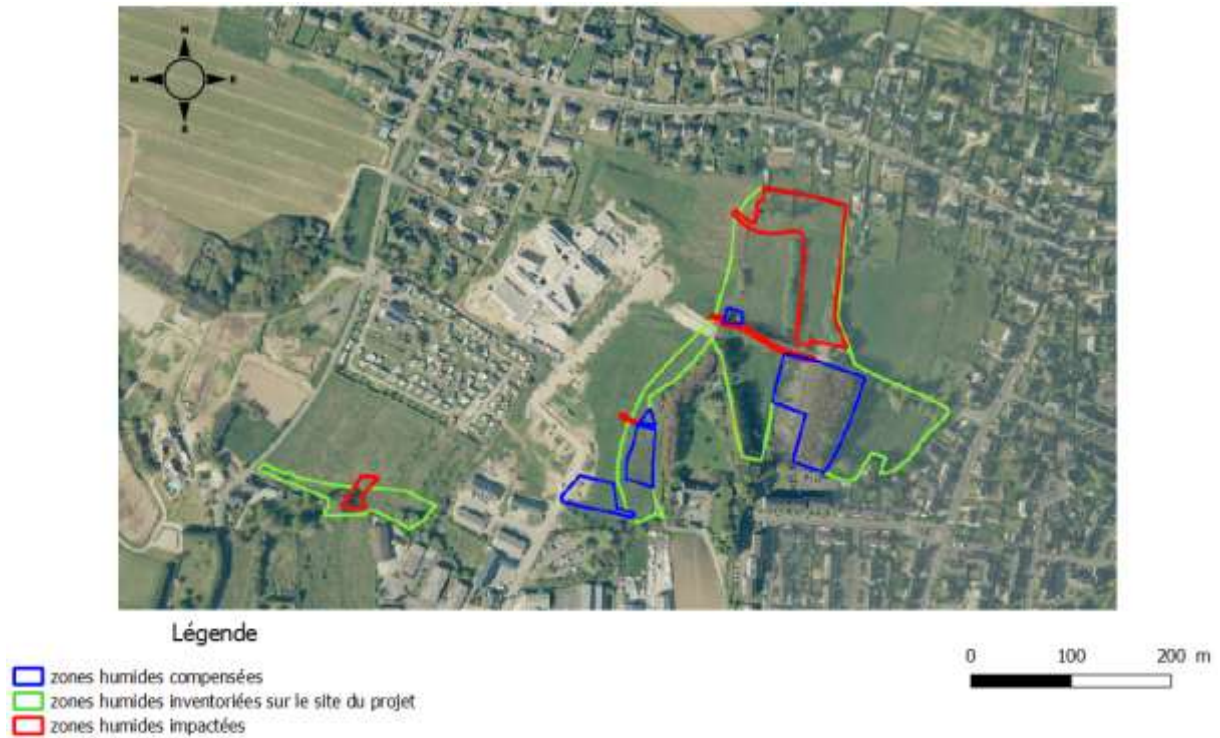 N
E
S
Légende
zones humides compensées
zones humides inventoriées sur le site du projet
zones humides impactées
0 100 200 m